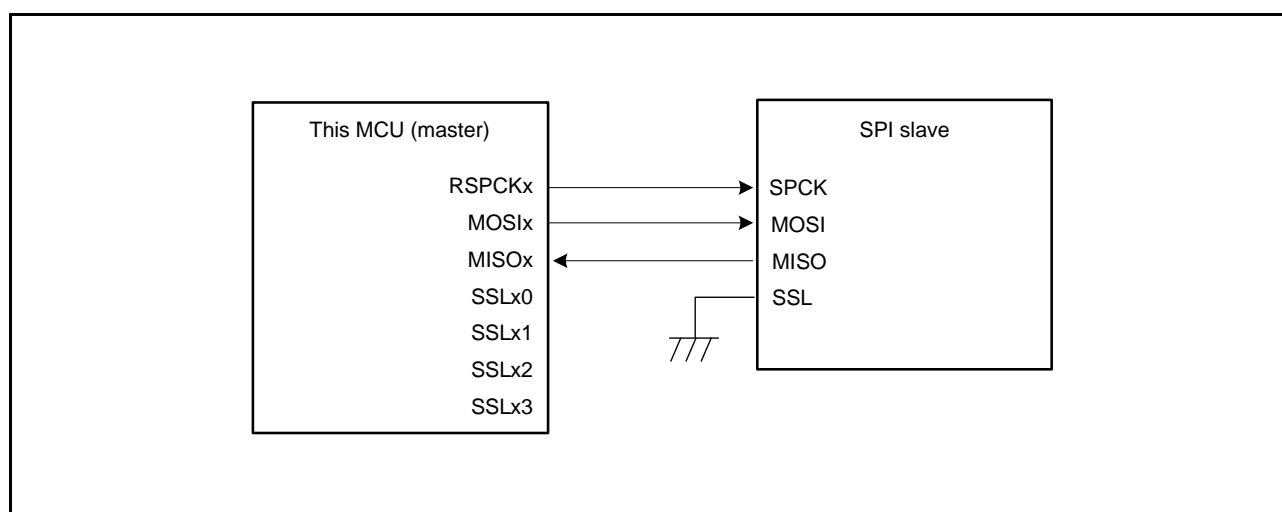 This MCU (master)
RSPCKx
MOSIx
MISOx
SSLx0
SSLx1
SSLx2
SSLx3
SPI slave
SPCK
MOSI
MISO
SSL